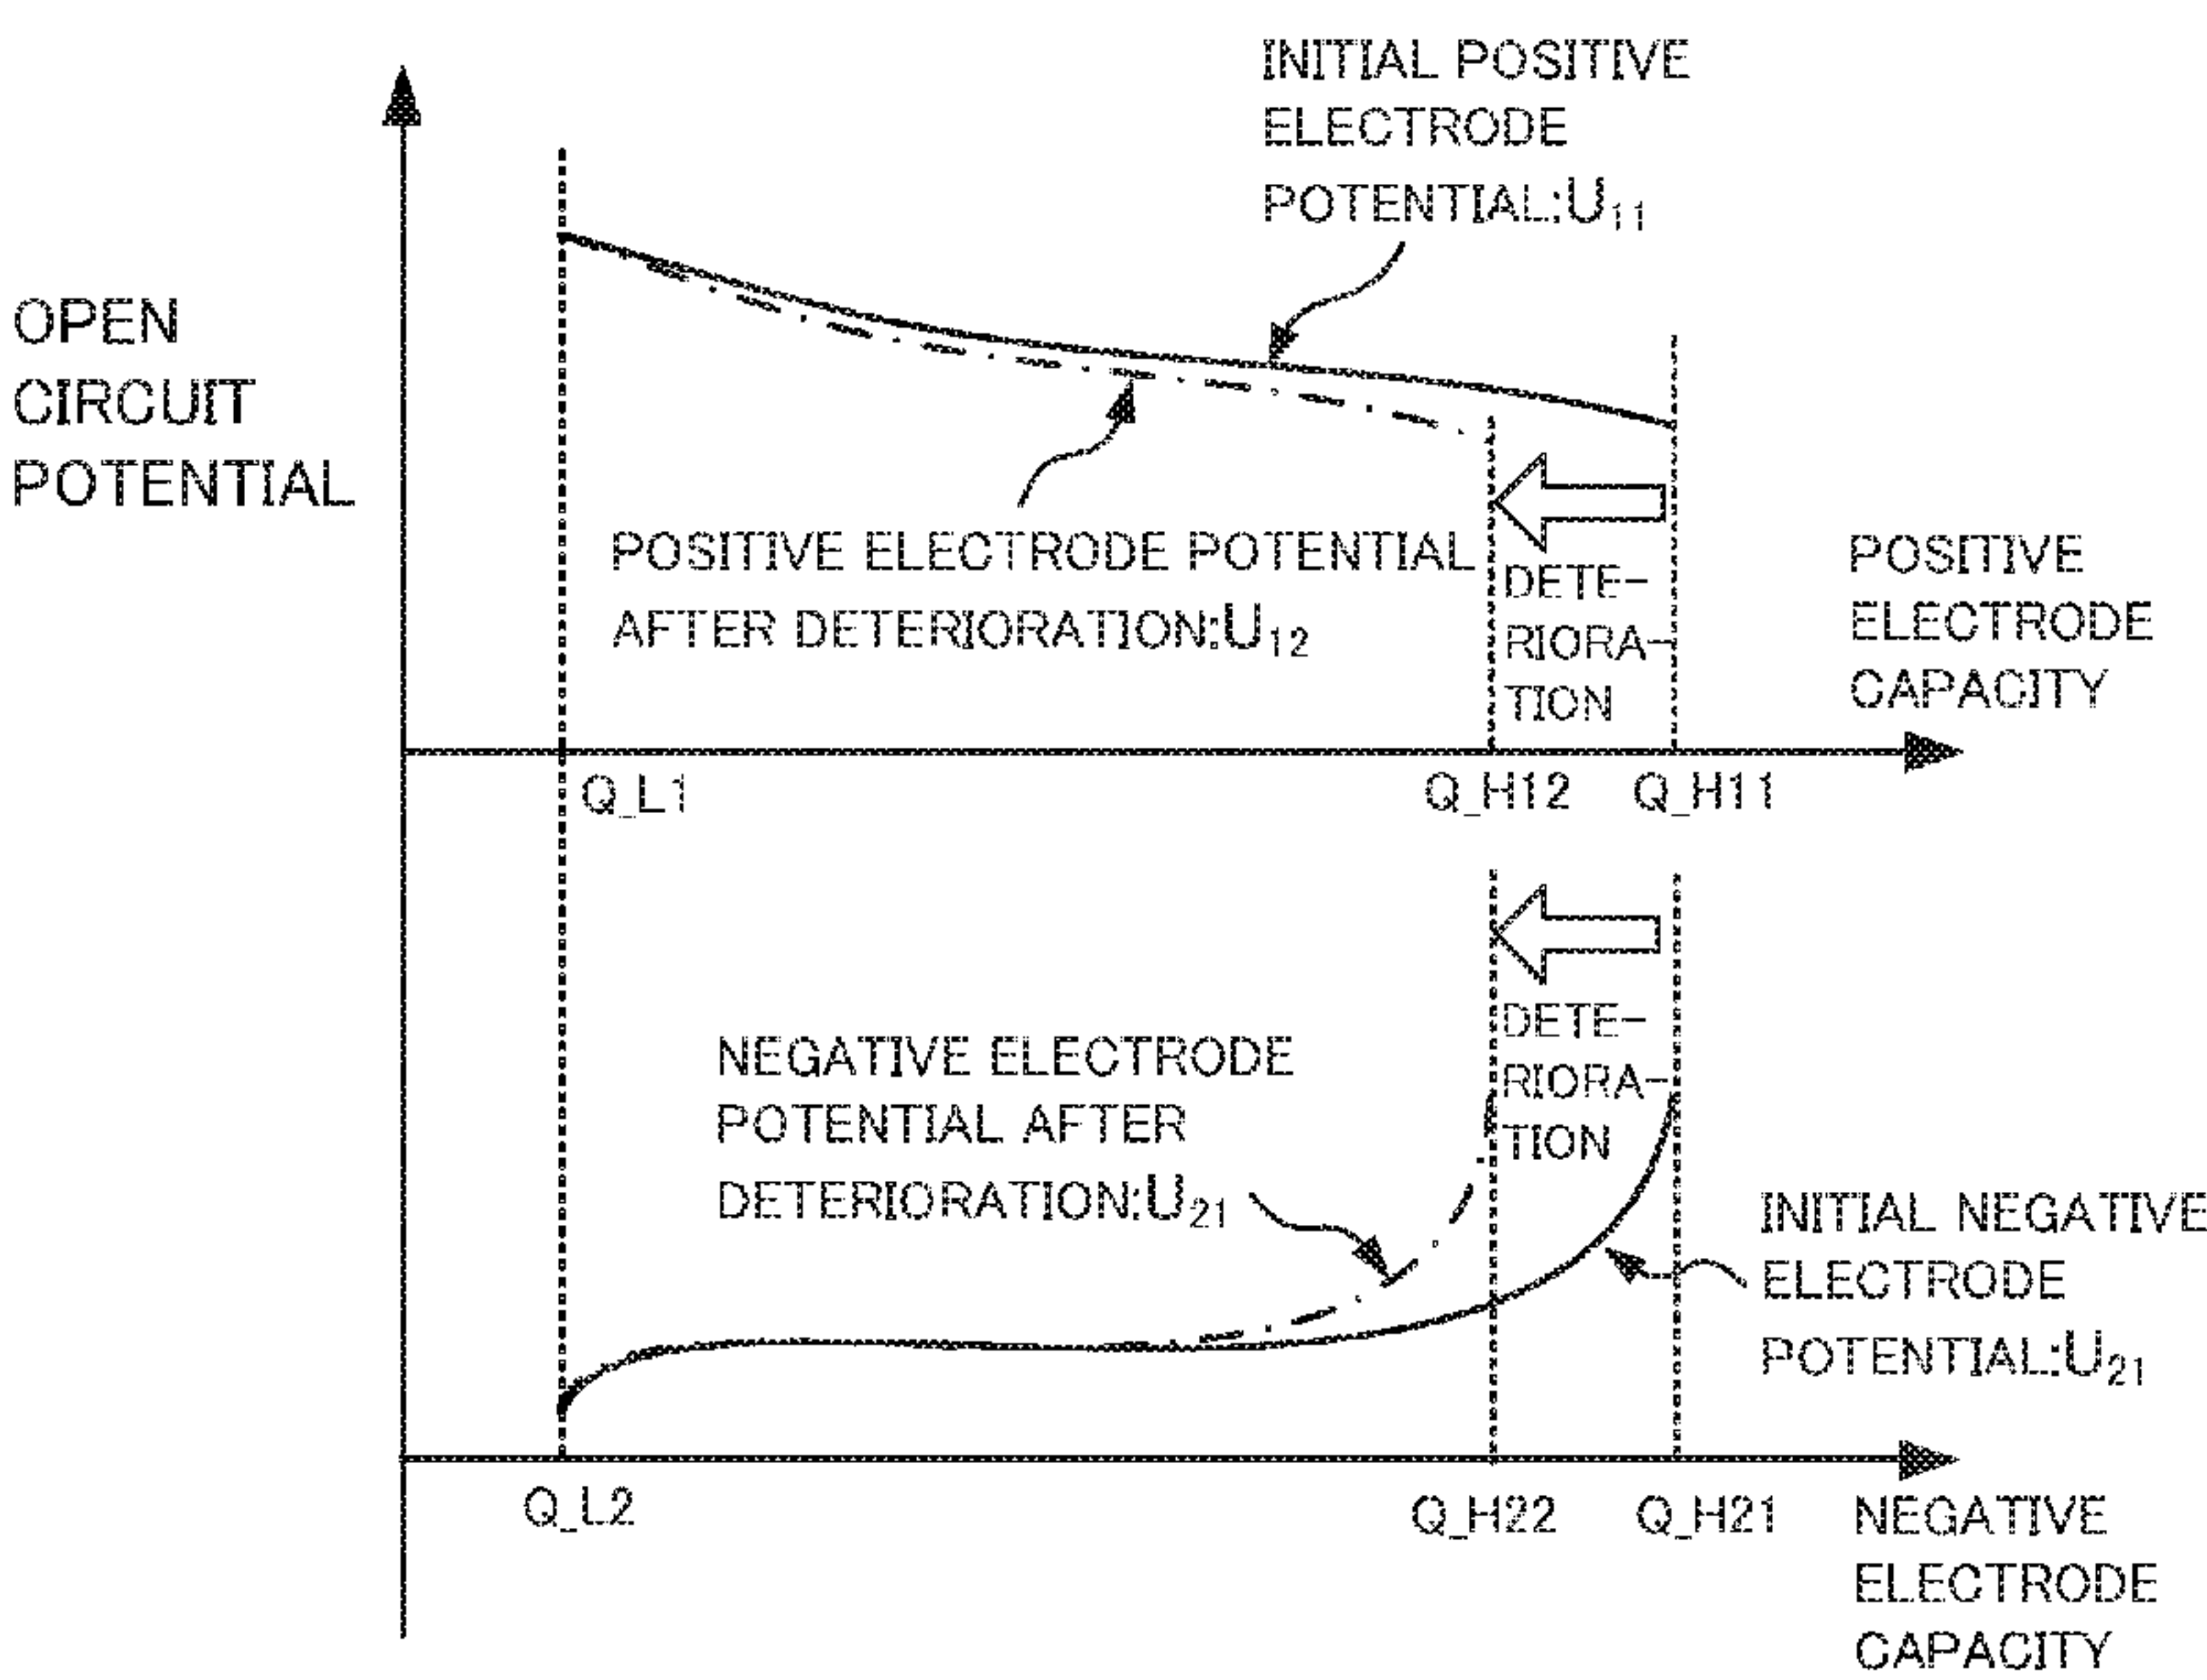 INITIAL POSITIVE
ELECTRODE
POTENTIAL:U₁₁
OPEN
CIRCUIT
POTENTIAL
POSITIVE ELECTRODE POTENTIAL
AFTER DETERIORATION:U₁₂
DETE-
RIORA-
TION
POSITIVE
ELECTRODE
CAPACITY
Q_L1
Q_H12
Q_H11
NEGATIVE ELECTRODE
POTENTIAL AFTER
DETERIORATION:U₂₁
DETE-
RIORA-
TION
INITIAL NEGATIVE
ELECTRODE
POTENTIAL:U₂₁
Q_L2
Q_H22
Q_H21
NEGATIVE
ELECTRODE
CAPACITY